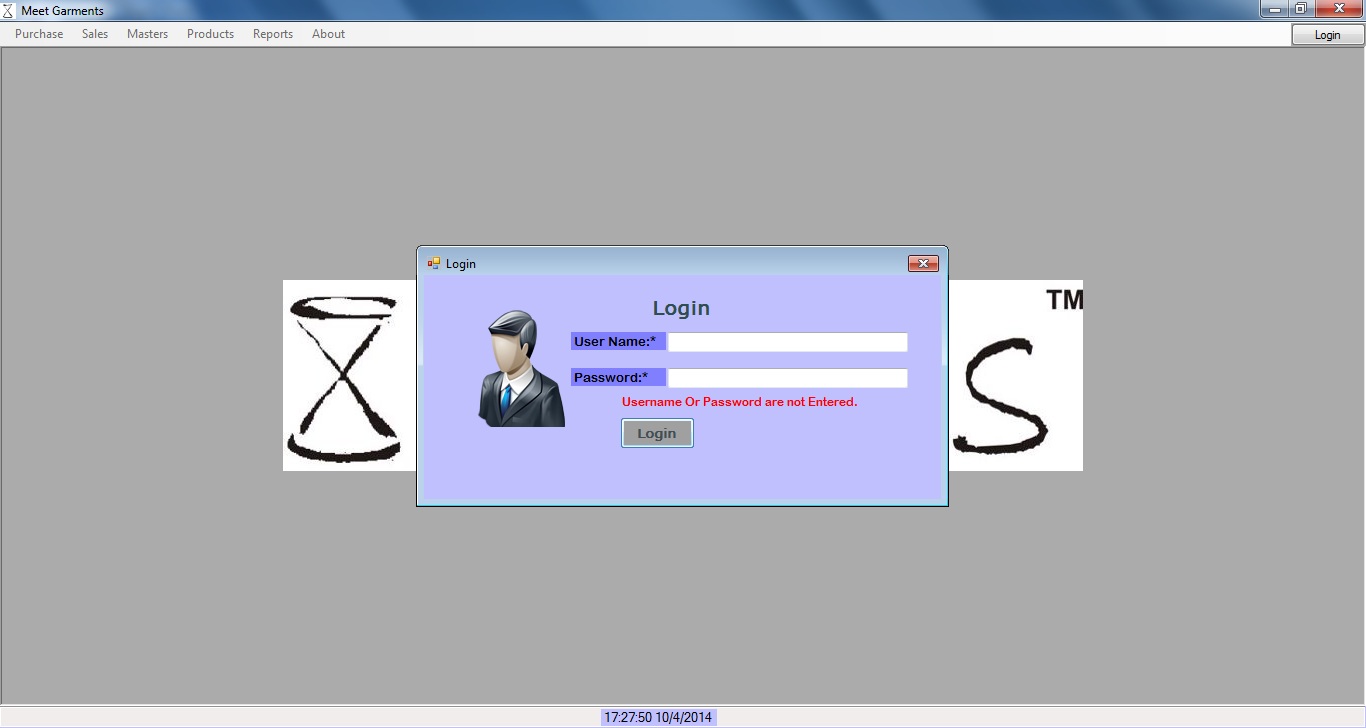 Meet Garments
Purchase Sales Masters Products Reports About Login
Login
TM
Login
User Name:*
Password:*
S
Username Or Password are not Entered.
Login
17:27:50 10/4/2014